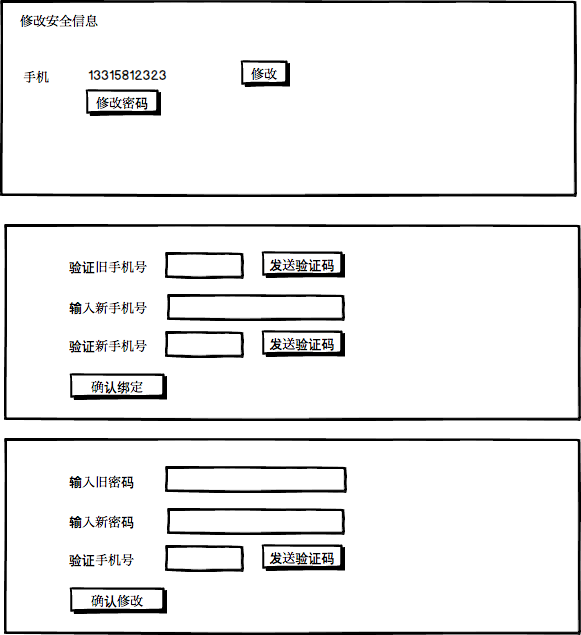 修改安全信息
手机 13315812323 修改
修改密码
验证旧手机号 发送验证码
输入新手机号
验证新手机号 发送验证码
确认绑定
输入旧密码
输入新密码
验证手机号 发送验证码
确认修改